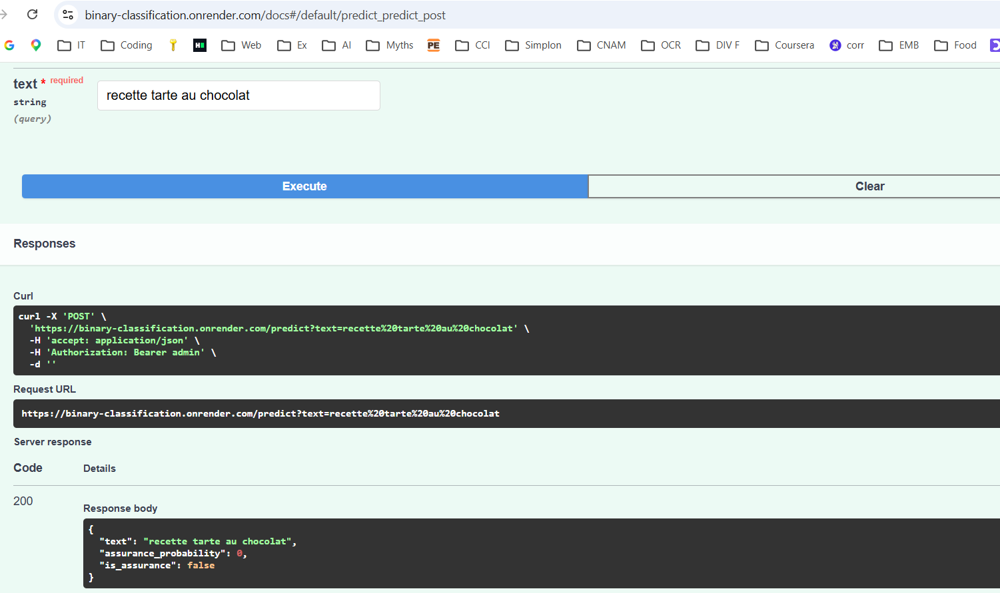 binary-classification.onrender.com/docs#/default/predict_predict_post
IT Coding Web Ex AI Myths PE CCI Simplon CNAM OCR DIV F Coursera corr EMB Food
text * required
recette tarte au chocolat
string
(query)
Execute Clear
Responses
Curl
curl -X 'POST' \
'https://binary-classification.onrender.com/predict?text=recette%20tarte%20au%20chocolat' \
-H 'accept: application/json' \
-H 'Authorization: Bearer admin' \
-d ''
Request URL
https://binary-classification.onrender.com/predict?text=recette%20tarte%20au%20chocolat
Server response
Code Details
200
Response body
{
"text": "recette tarte au chocolat",
"assurance_probability": 0,
"is_assurance": false
}